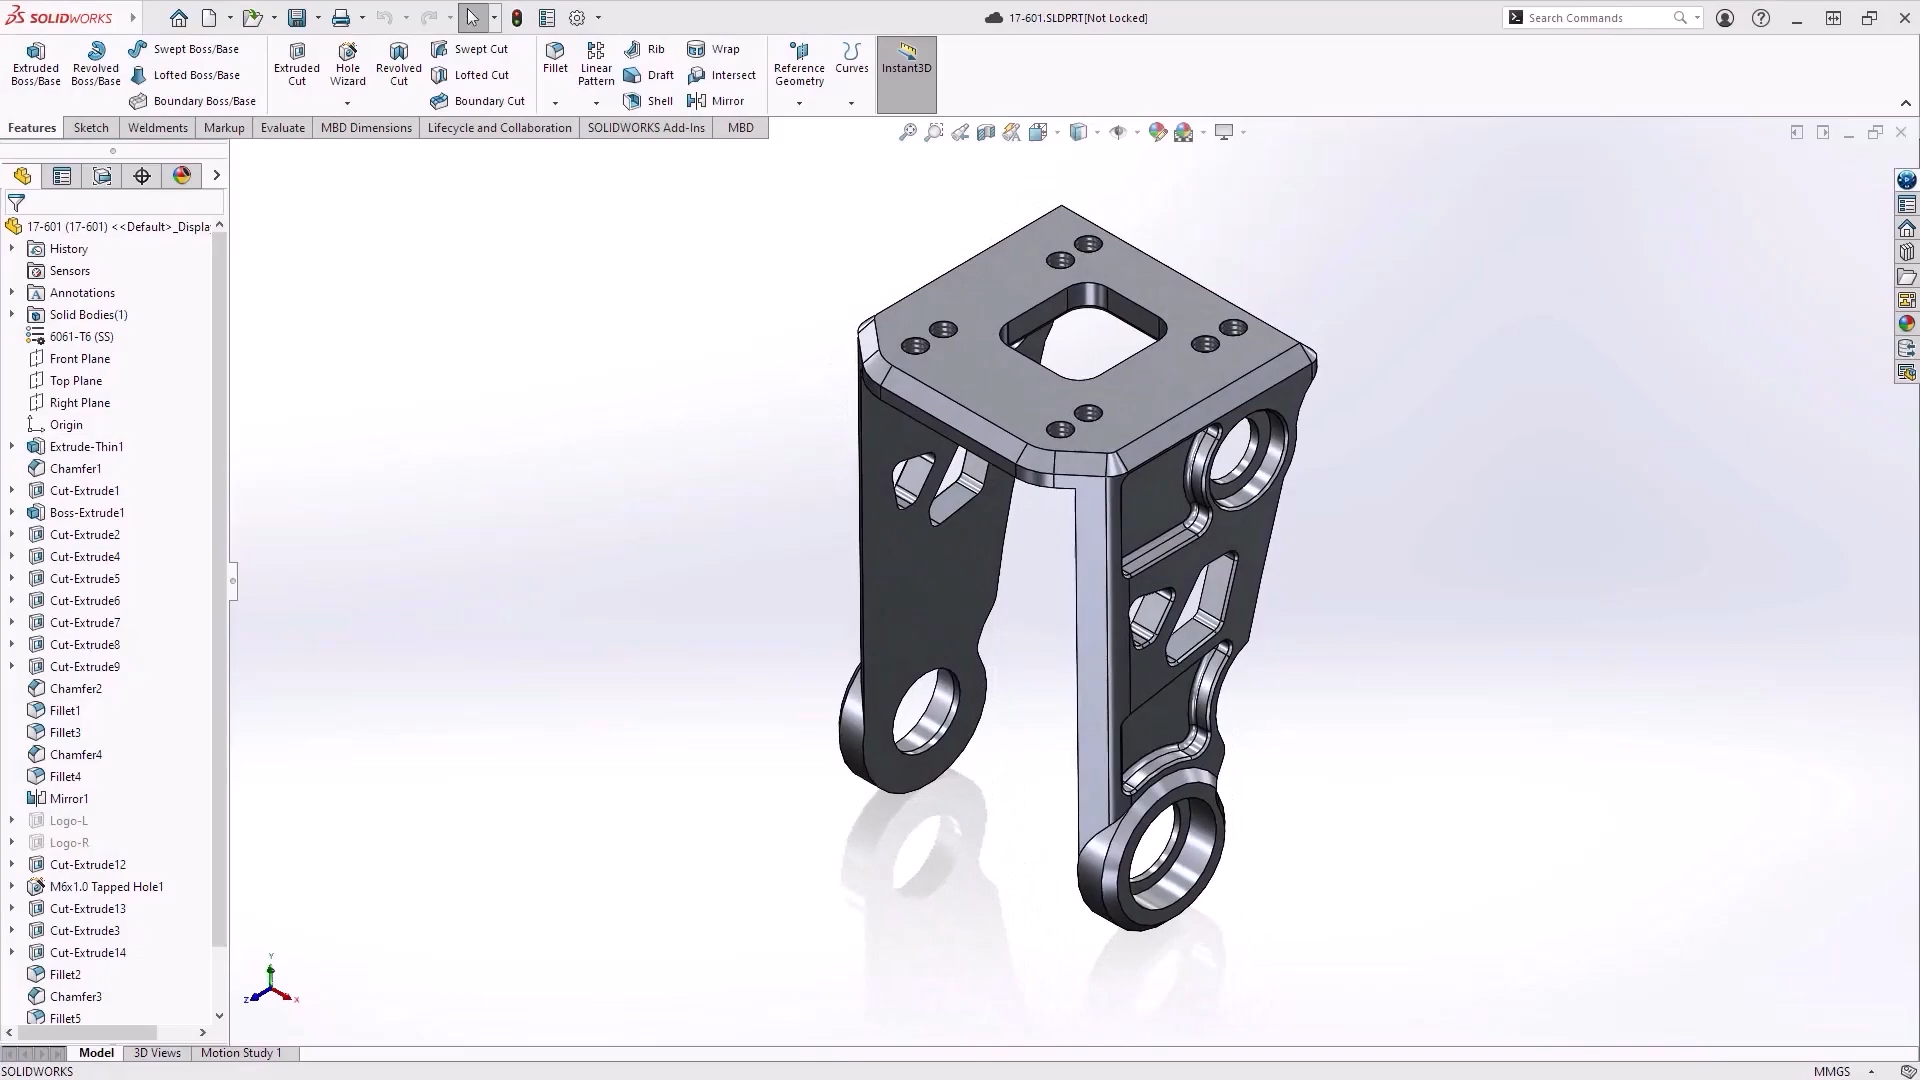 SOLIDWORKS
17-601.SLDPRT[Not Locked]
Search Commands
Extruded Boss/Base
Revolved Boss/Base
Swept Boss/Base
Lofted Boss/Base
Boundary Boss/Base
Extruded Cut
Hole Wizard
Revolved Cut
Swept Cut
Lofted Cut
Boundary Cut
Fillet
Linear Pattern
Rib
Draft
Shell
Wrap
Intersect
Mirror
Reference Geometry
Curves
Instant3D
Features
Sketch
Weldments
Markup
Evaluate
MBD Dimensions
Lifecycle and Collaboration
SOLIDWORKS Add-Ins
MBD
17-601 (17-601) <<Default>_Displa
History
Sensors
Annotations
Solid Bodies(1)
6061-T6 (SS)
Front Plane
Top Plane
Right Plane
Origin
Extrude-Thin1
Chamfer1
Cut-Extrude1
Boss-Extrude1
Cut-Extrude2
Cut-Extrude4
Cut-Extrude5
Cut-Extrude6
Cut-Extrude7
Cut-Extrude8
Cut-Extrude9
Chamfer2
Fillet1
Fillet3
Chamfer4
Fillet4
Mirror1
Logo-L
Logo-R
Cut-Extrude12
M6x1.0 Tapped Hole1
Cut-Extrude13
Cut-Extrude3
Cut-Extrude14
Fillet2
Chamfer3
Fillet5
Y
Z
X
Model
3D Views
Motion Study 1
SOLIDWORKS
MMGS